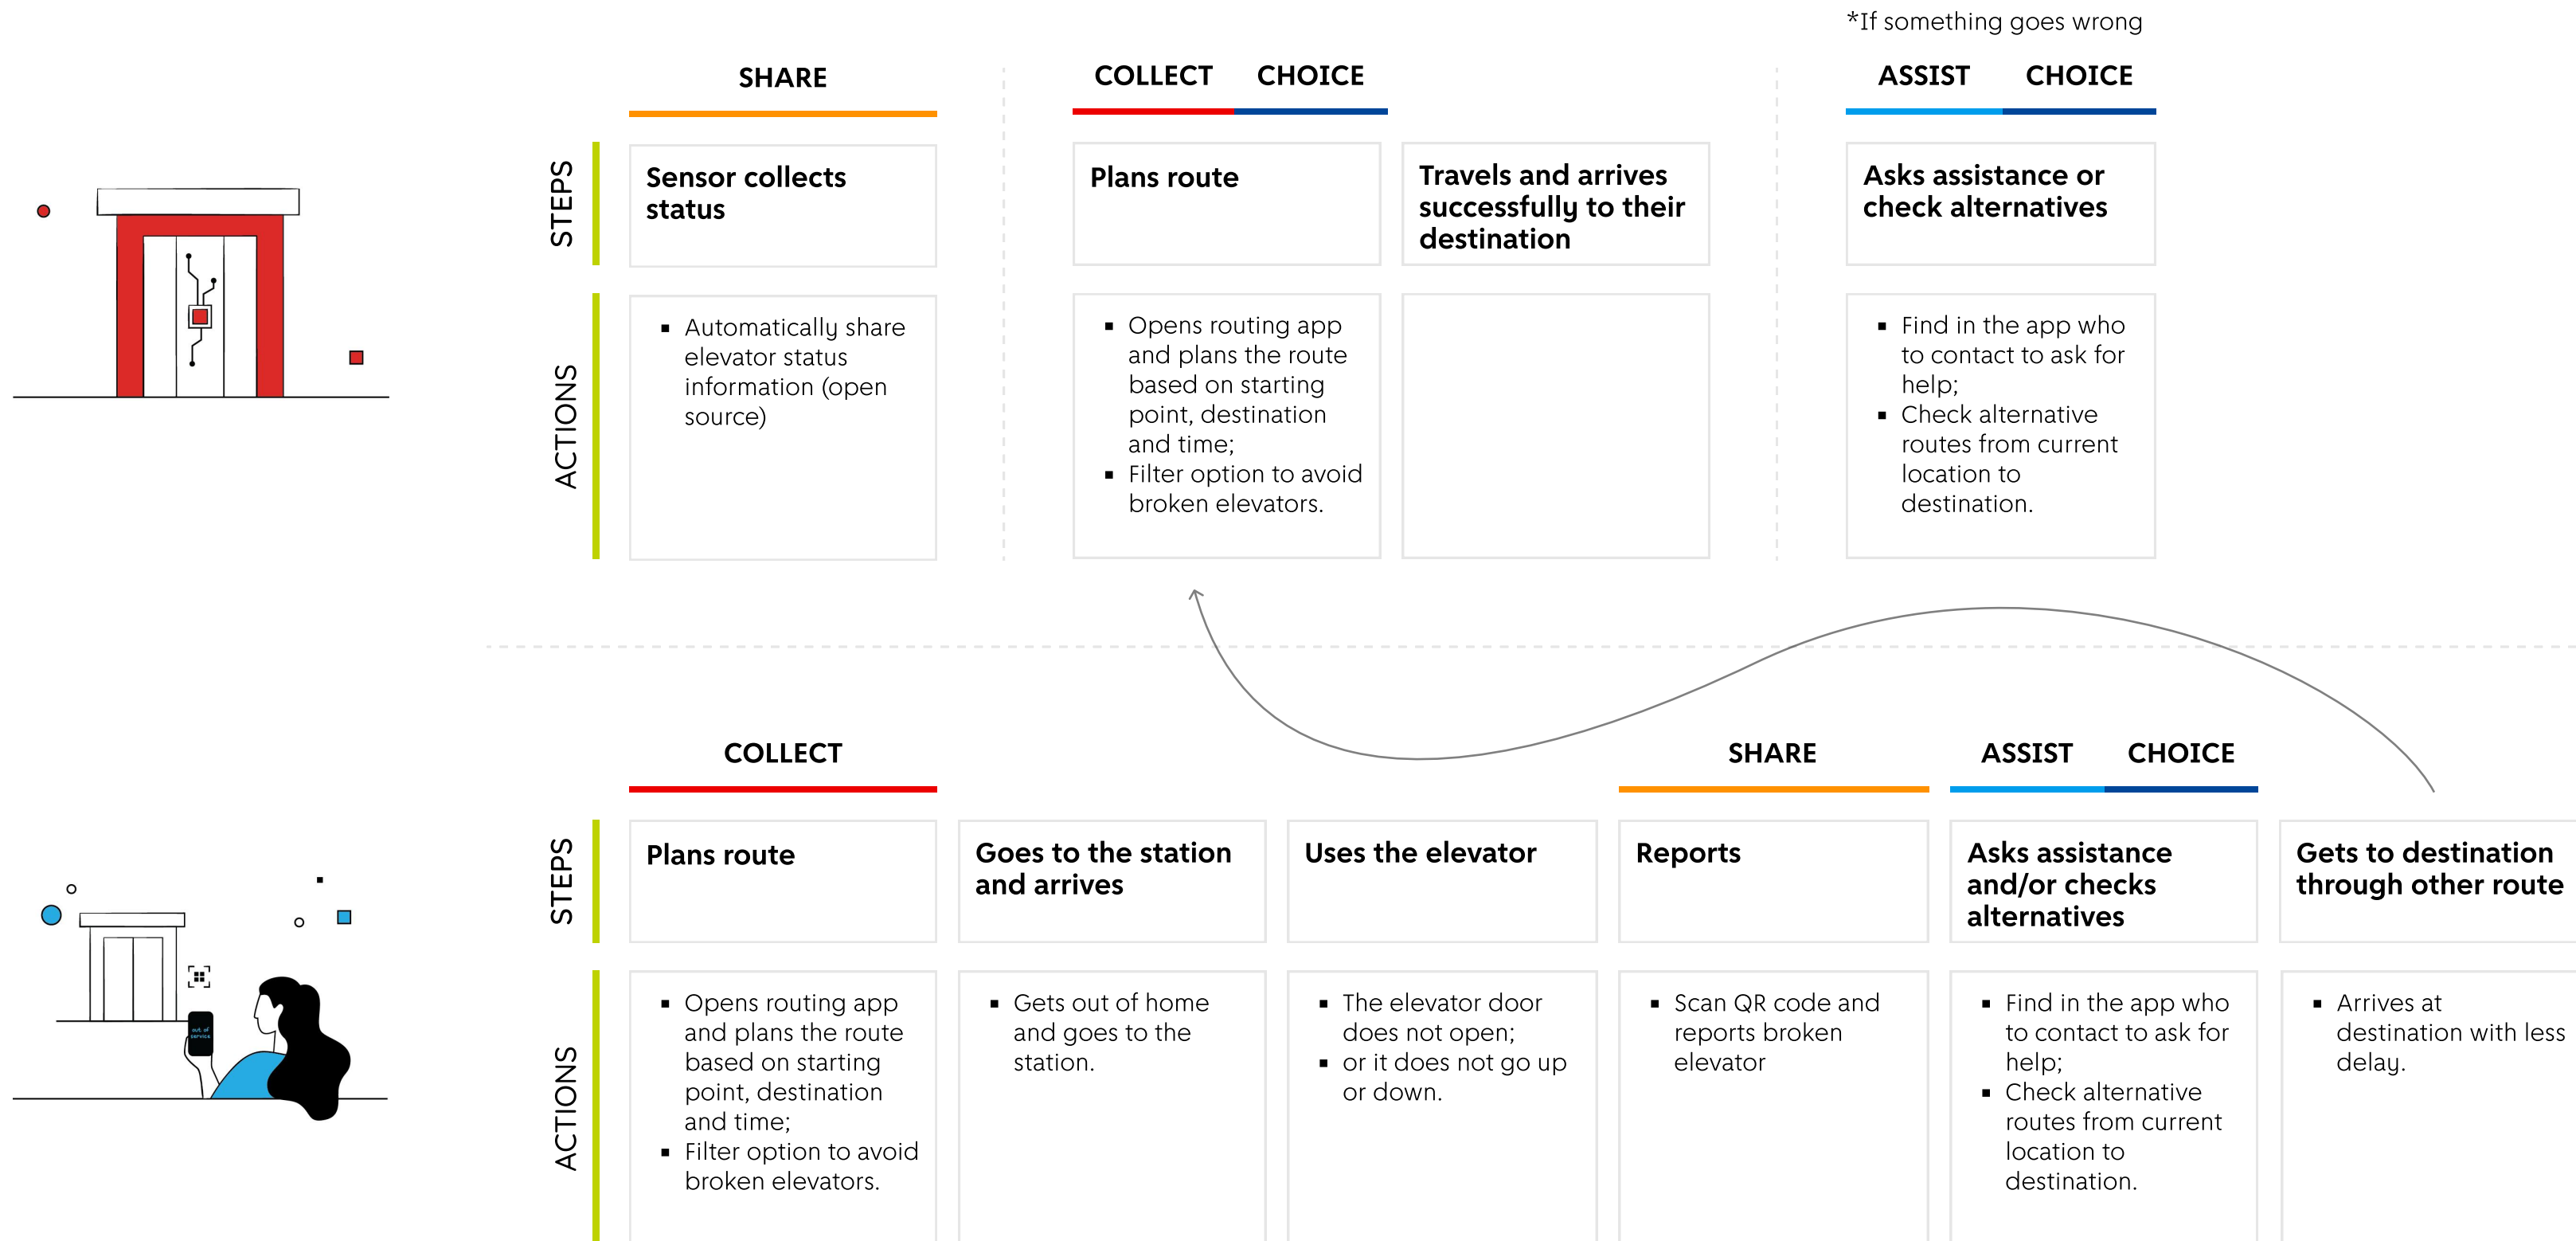 *If something goes wrong
SHARE
COLLECT CHOICE
ASSIST CHOICE
STEPS
Sensor collects
status
Plans route
Travels and arrives
successfully to their
destination
Asks assistance or
check alternatives
ACTIONS
▪ Automatically share
elevator status
information (open
source)
▪ Opens routing app
and plans the route
based on starting
point, destination
and time;
▪ Filter option to avoid
broken elevators.
▪ Find in the app who
to contact to ask for
help;
▪ Check alternative
routes from current
location to
destination.
COLLECT
SHARE
ASSIST CHOICE
STEPS
Plans route
Goes to the station
and arrives
Uses the elevator
Reports
Asks assistance
and/or checks
alternatives
Gets to destination
through other route
out of
service
ACTIONS
▪ Opens routing app
and plans the route
based on starting
point, destination
and time;
▪ Filter option to avoid
broken elevators.
▪ Gets out of home
and goes to the
station.
▪ The elevator door
does not open;
▪ or it does not go up
or down.
▪ Scan QR code and
reports broken
elevator
▪ Find in the app who
to contact to ask for
help;
▪ Check alternative
routes from current
location to
destination.
▪ Arrives at
destination with less
delay.